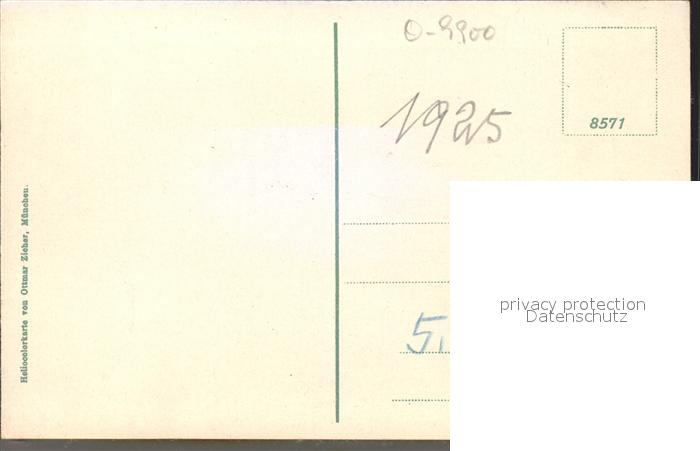 Heliocolorkarte von Ottmar Zieher, München.
O-9900
1925
8571
5.
privacy protection
Datenschutz